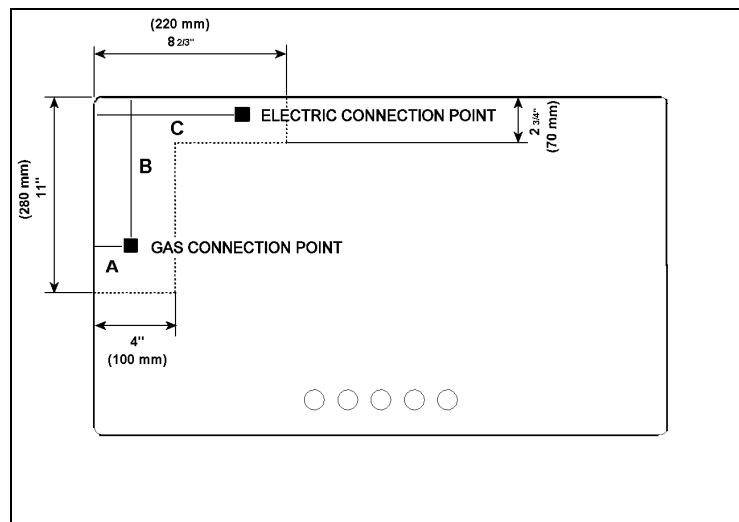 (220 mm)
8 2/3"
ELECTRIC CONNECTION POINT
C
2 3/4"
(70 mm)
B
(280 mm)
11"
GAS CONNECTION POINT
A
4"
(100 mm)